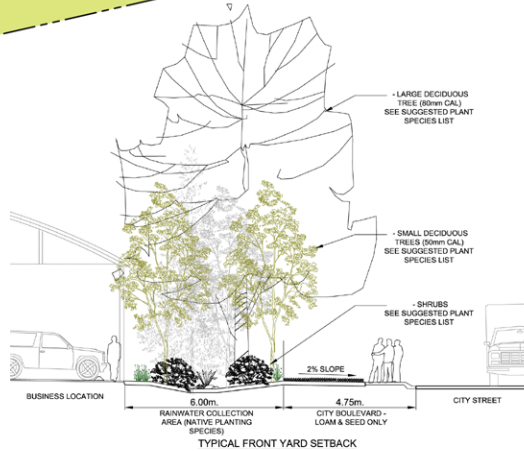 - LARGE DECIDUOUS
TREE (80mm CAL)
SEE SUGGESTED PLANT
SPECIES LIST
- SMALL DECIDUOUS
TREES (50mm CAL)
SEE SUGGESTED PLANT
SPECIES LIST
- SHRUBS
SEE SUGGESTED PLANT
SPECIES LIST
2% SLOPE
BUSINESS LOCATION
6.00m.
RAINWATER COLLECTION
AREA (NATIVE PLANTING
SPECIES)
4.75m.
CITY BOULEVARD -
LOAM & SEED ONLY
CITY STREET
TYPICAL FRONT YARD SETBACK